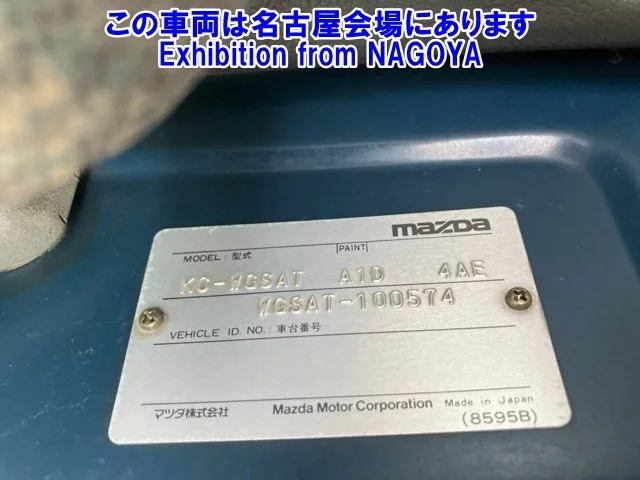 この車両は名古屋会場にあります
Exhibition from NAGOYA
mazda
MODEL: 型式 PAINT
KC-WGSAT A1D 4AE
WGSAT-100574
VEHICLE ID. NO.: 車台番号
マツダ株式会社 Mazda Motor Corporation Made in Japan
(8595B)